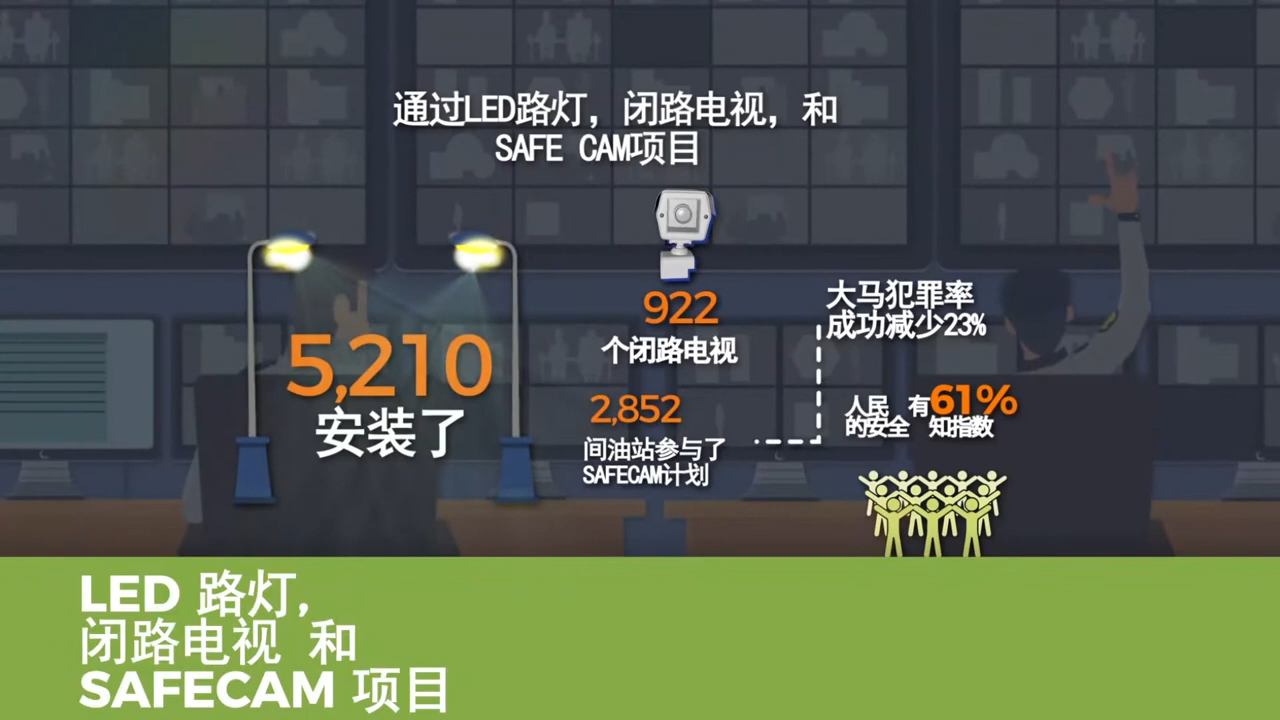 通过LED路灯，闭路电视，和
SAFE CAM项目
5,210
安装了
922
个闭路电视
2,852
间油站参与了
SAFECAM计划
大马犯罪率
成功减少23%
人民 有61%
的安全 知指数
LED 路灯，
闭路电视 和
SAFECAM 项目